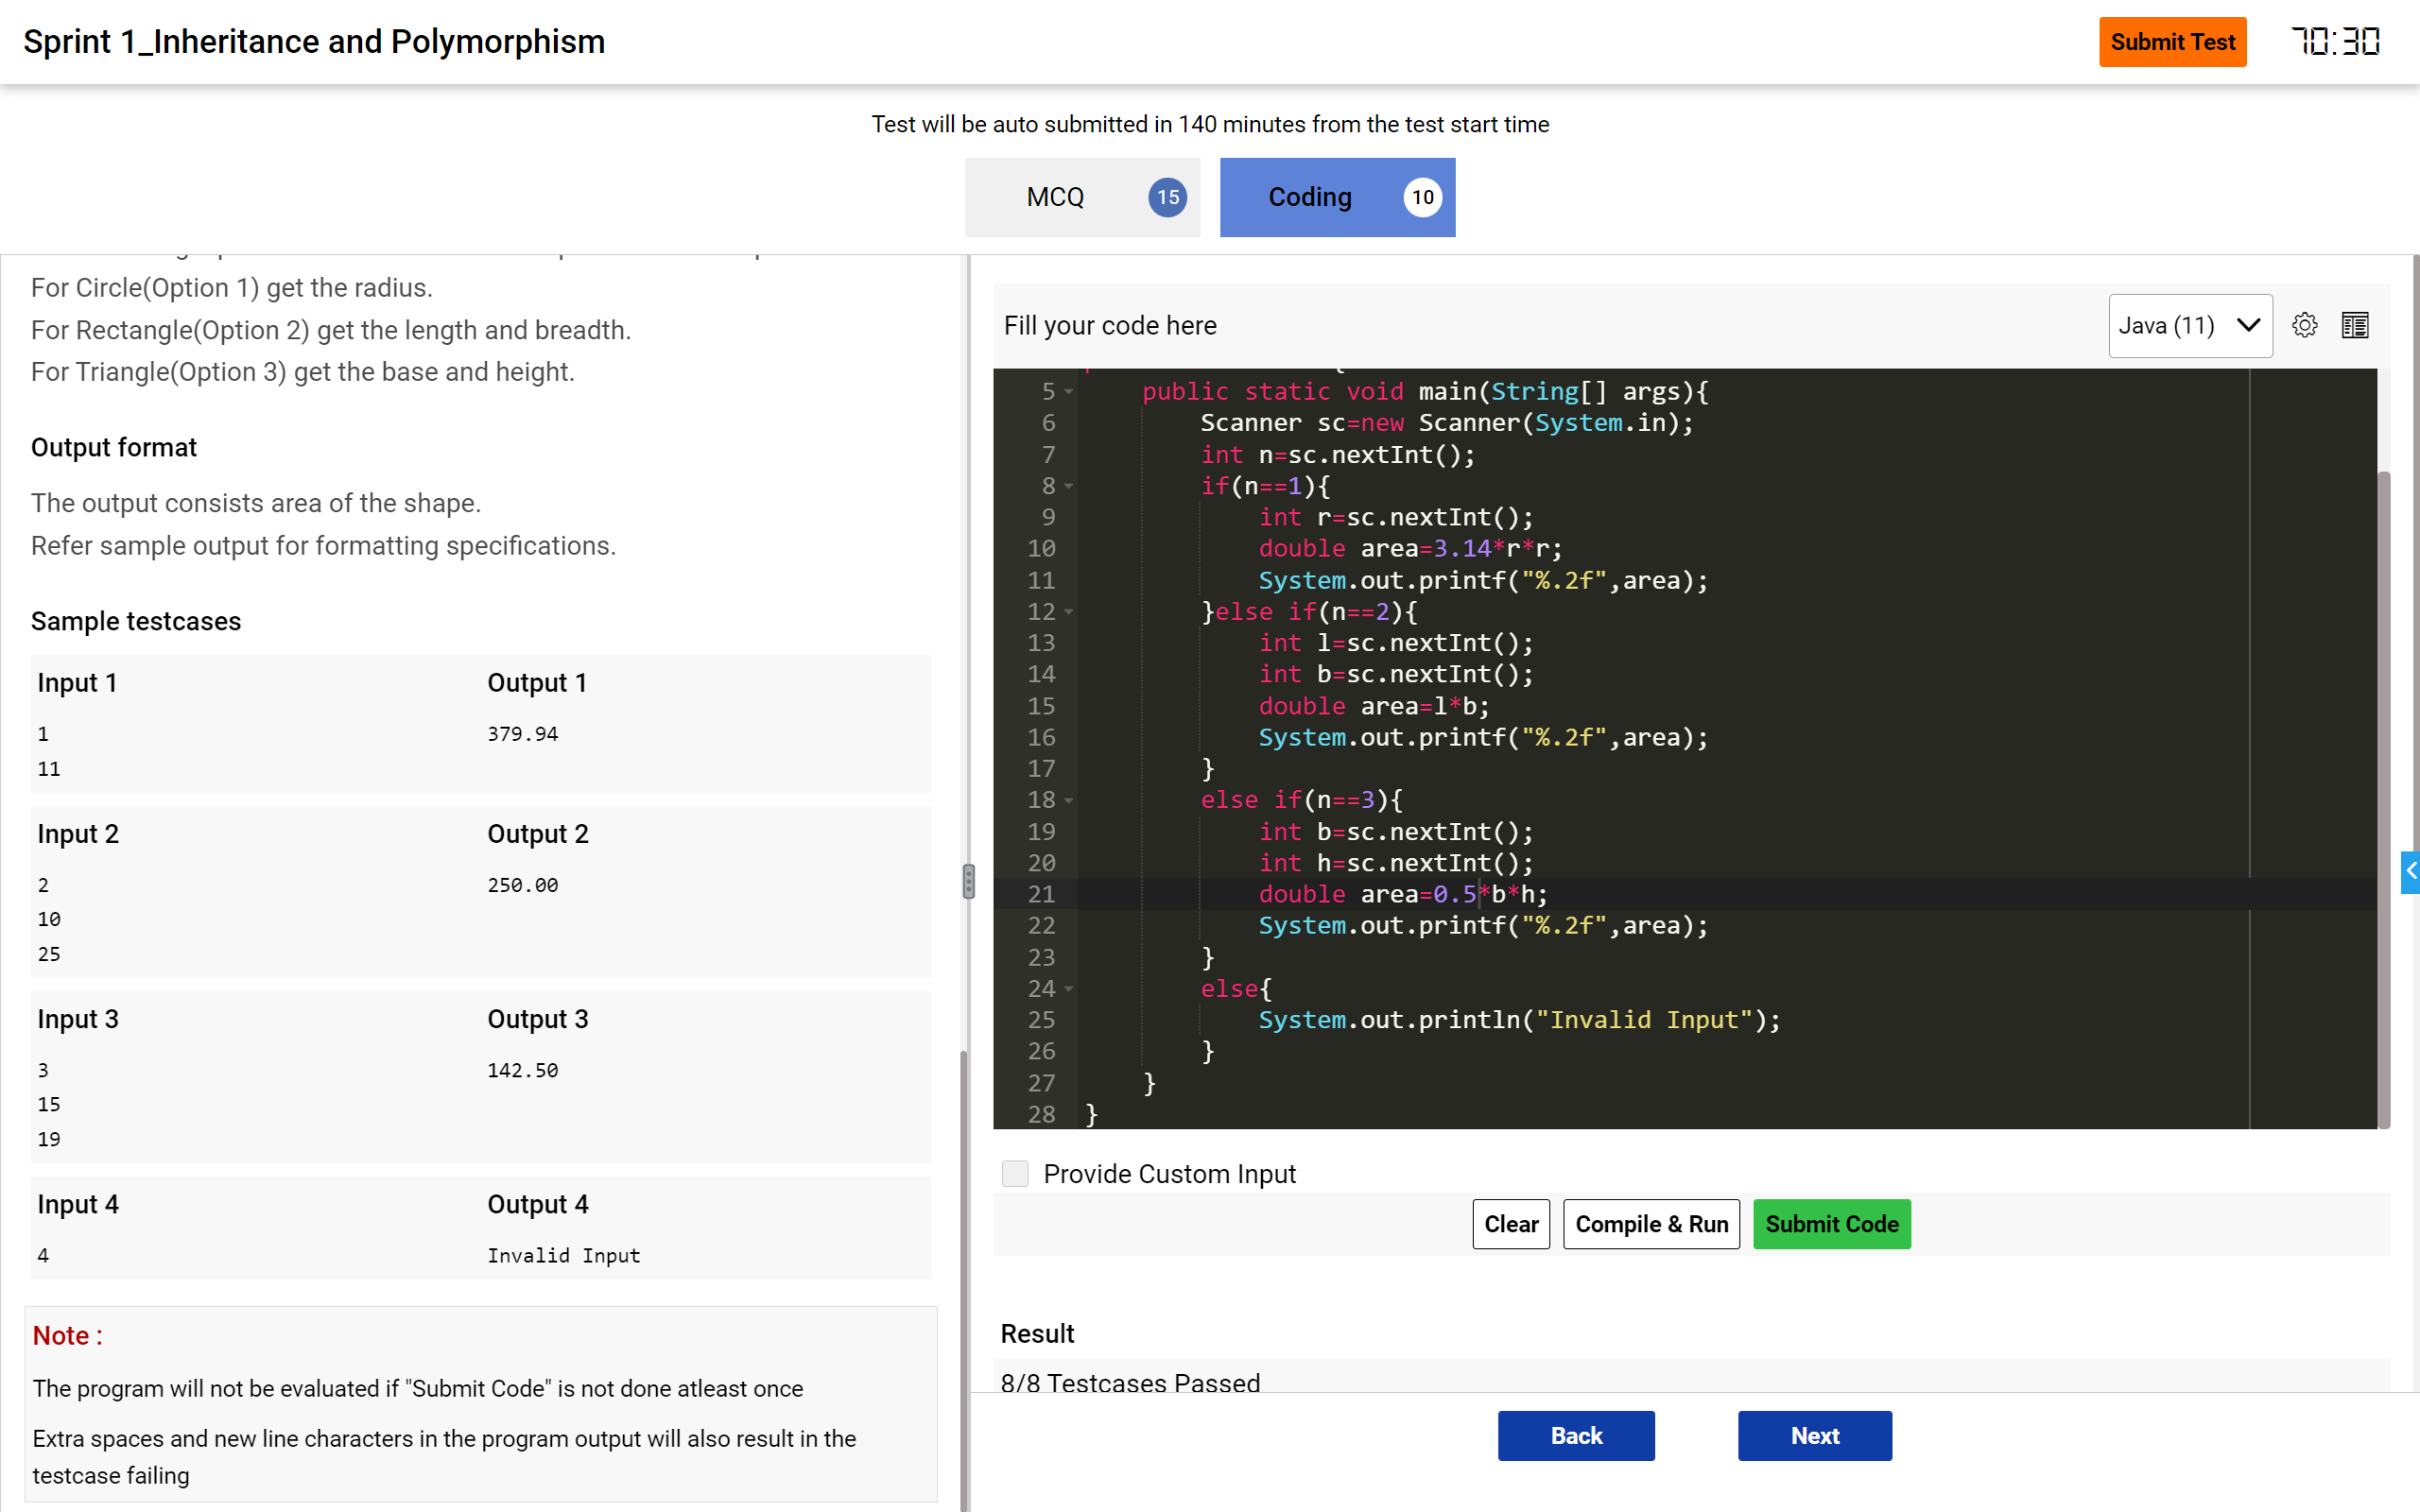 Sprint 1_Inheritance and Polymorphism
Submit Test
70:30
Test will be auto submitted in 140 minutes from the test start time
MCQ 15
Coding 10
For Circle(Option 1) get the radius.
For Rectangle(Option 2) get the length and breadth.
For Triangle(Option 3) get the base and height.
Output format
The output consists area of the shape.
Refer sample output for formatting specifications.
Sample testcases
Input 1 Output 1
1 379.94
11
Input 2 Output 2
2 250.00
10
25
Input 3 Output 3
3 142.50
15
19
Input 4 Output 4
4 Invalid Input
Note :
The program will not be evaluated if "Submit Code" is not done atleast once
Extra spaces and new line characters in the program output will also result in the
testcase failing
Fill your code here
Java (11)
5 public static void main(String[] args){
6 Scanner sc=new Scanner(System.in);
7 int n=sc.nextInt();
8 if(n==1){
9 int r=sc.nextInt();
10 double area=3.14*r*r;
11 System.out.printf("%.2f",area);
12 }else if(n==2){
13 int l=sc.nextInt();
14 int b=sc.nextInt();
15 double area=l*b;
16 System.out.printf("%.2f",area);
17 }
18 else if(n==3){
19 int b=sc.nextInt();
20 int h=sc.nextInt();
21 double area=0.5*b*h;
22 System.out.printf("%.2f",area);
23 }
24 else{
25 System.out.println("Invalid Input");
26 }
27 }
28 }
Provide Custom Input
Clear
Compile & Run
Submit Code
Result
8/8 Testcases Passed
Back
Next